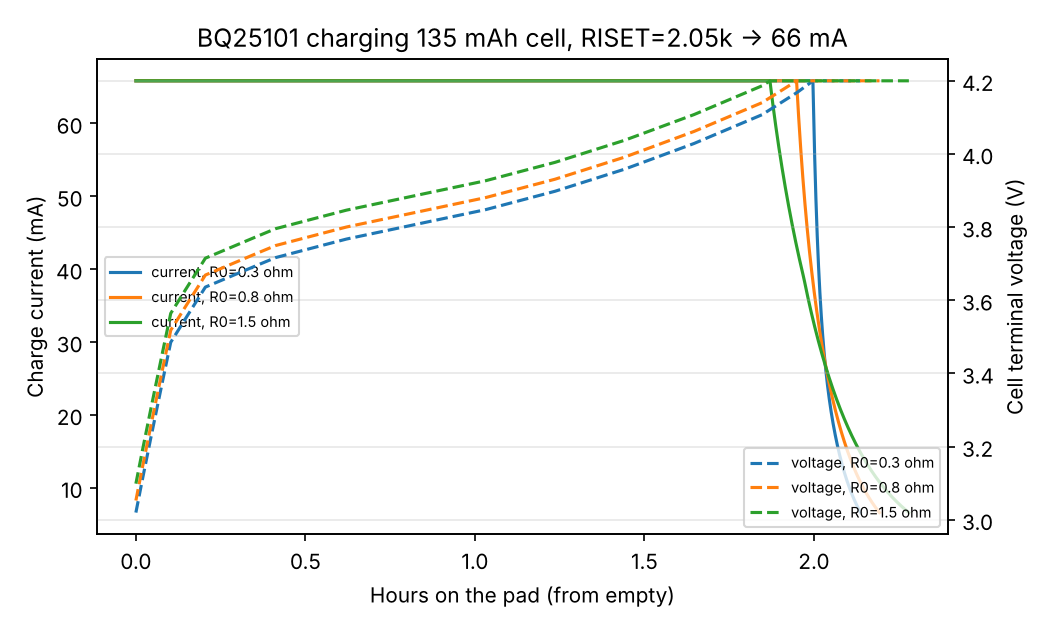 BQ25101 charging 135 mAh cell, RISET=2.05k → 66 mA
Charge current (mA)
60
50
40
30
20
10
current, R0=0.3 ohm
current, R0=0.8 ohm
current, R0=1.5 ohm
voltage, R0=0.3 ohm
voltage, R0=0.8 ohm
voltage, R0=1.5 ohm
4.2
4.0
3.8
3.6
3.4
3.2
3.0
Cell terminal voltage (V)
0.0 0.5 1.0 1.5 2.0
Hours on the pad (from empty)